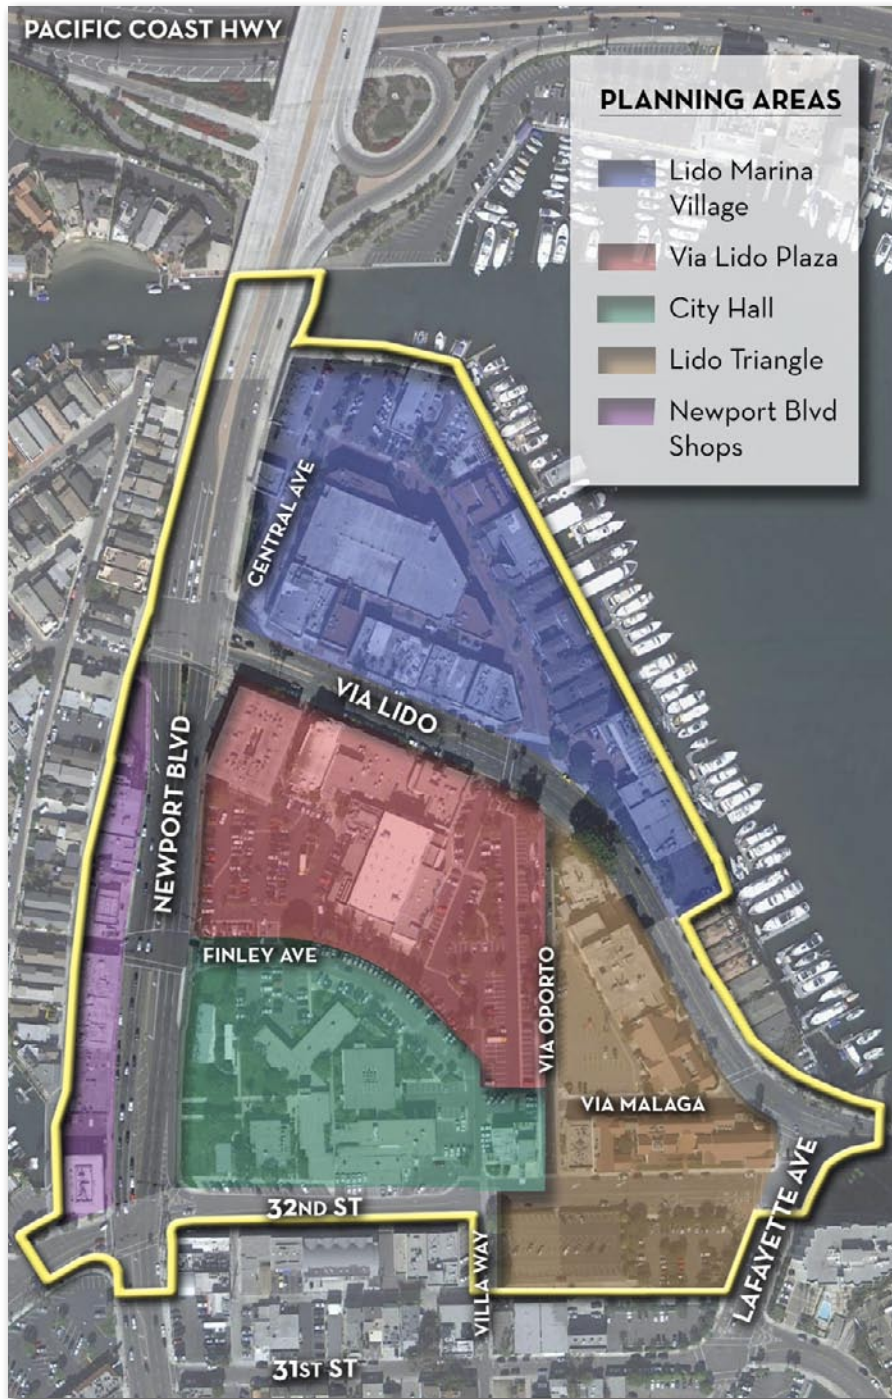 PACIFIC COAST HWY
PLANNING AREAS
Lido Marina
Village
Via Lido Plaza
City Hall
Lido Triangle
Newport Blvd
Shops
CENTRAL AVE
VIA LIDO
NEWPORT BLVD
FINLEY AVE
VIA OPORTO
VIA MALAGA
32ND ST
LAFAYETTE AVE
VILLA WAY
31ST ST